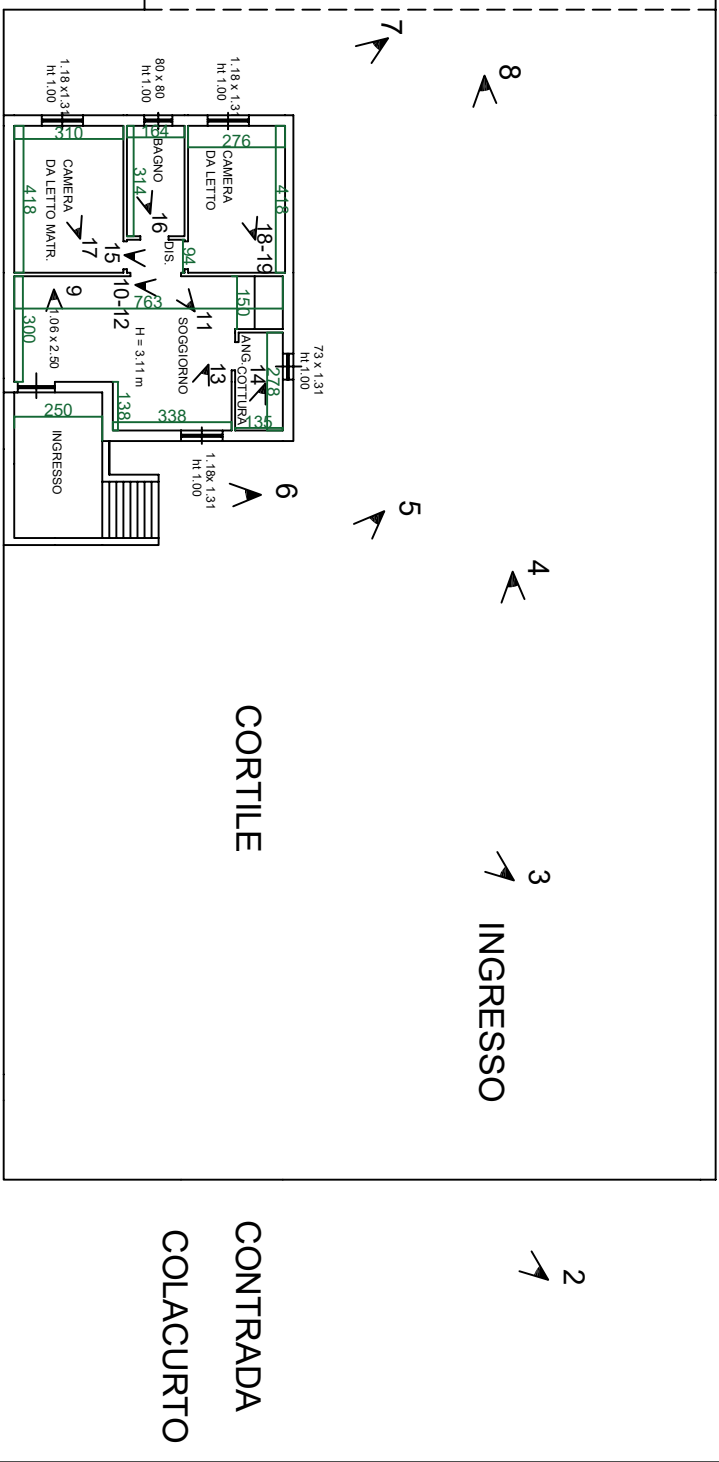 7
8
1.18 x1.31
ht 1.00
80 x 80
ht 1.00
1.18 x 1.31
ht 1.00
310
164
276
CAMERA
DA LETTO MATR.
418
BAGNO
314
CAMERA
DA LETTO
418
16
17
15
DIS.
94
18-19
9
10-12
763
11
150
1.06 x 2.50
300
H = 3.11 m
SOGGIORNO
13
ANG.COTTURA
14
278
135
73 x 1.31
ht 1.00
138
338
250
INGRESSO
1.18x 1.31
ht 1.00
6
5
4
CORTILE
3
INGRESSO
2
CONTRADA
COLACURTO